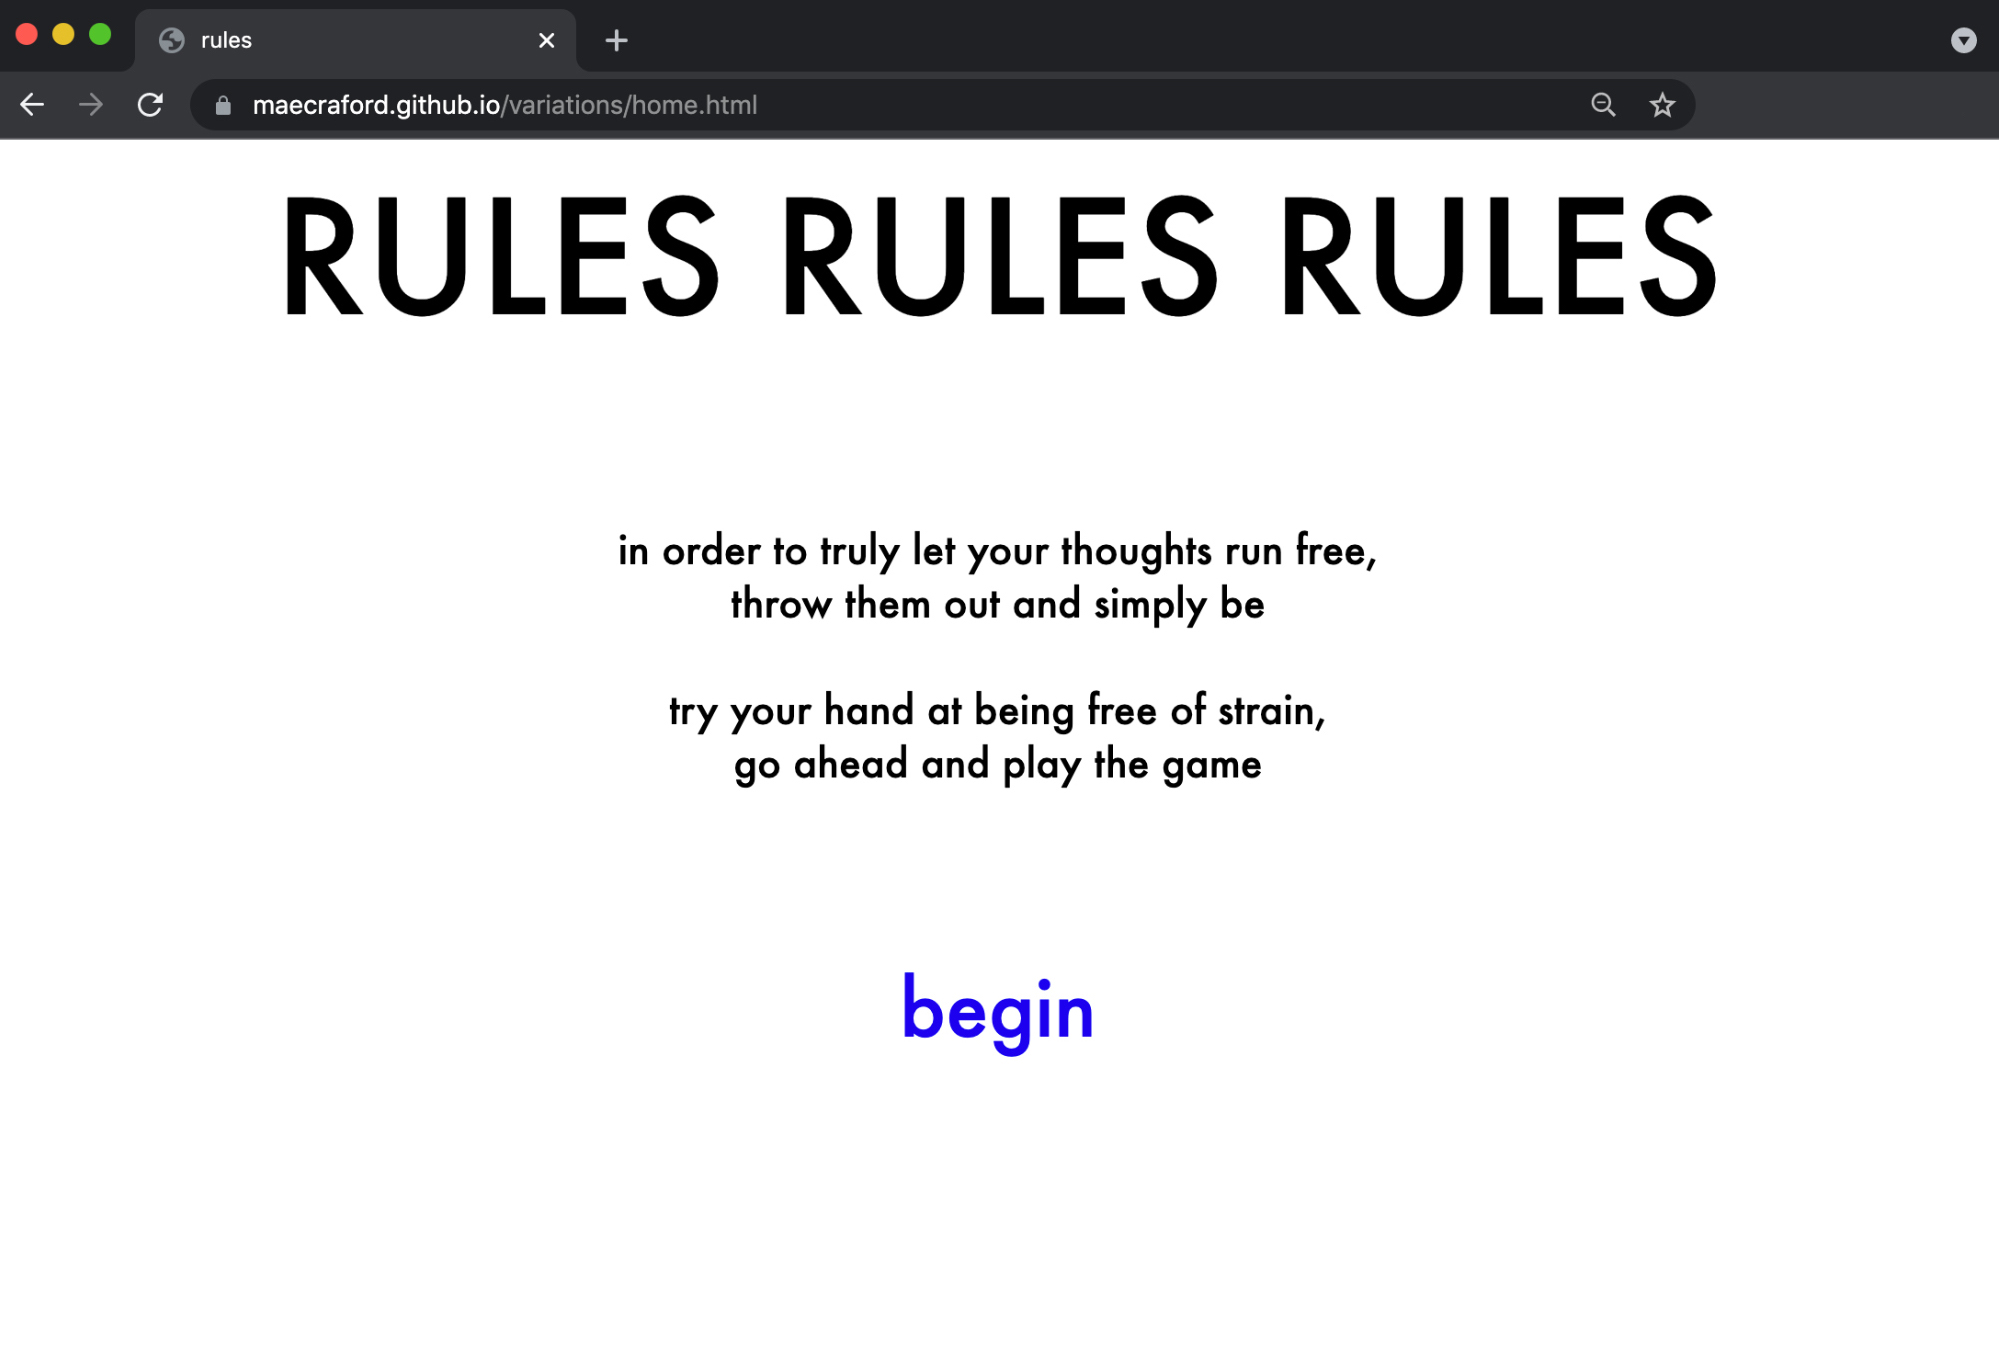 rules
maecraford.github.io/variations/home.html
RULES RULES RULES
in order to truly let your thoughts run free,
throw them out and simply be
try your hand at being free of strain,
go ahead and play the game
begin